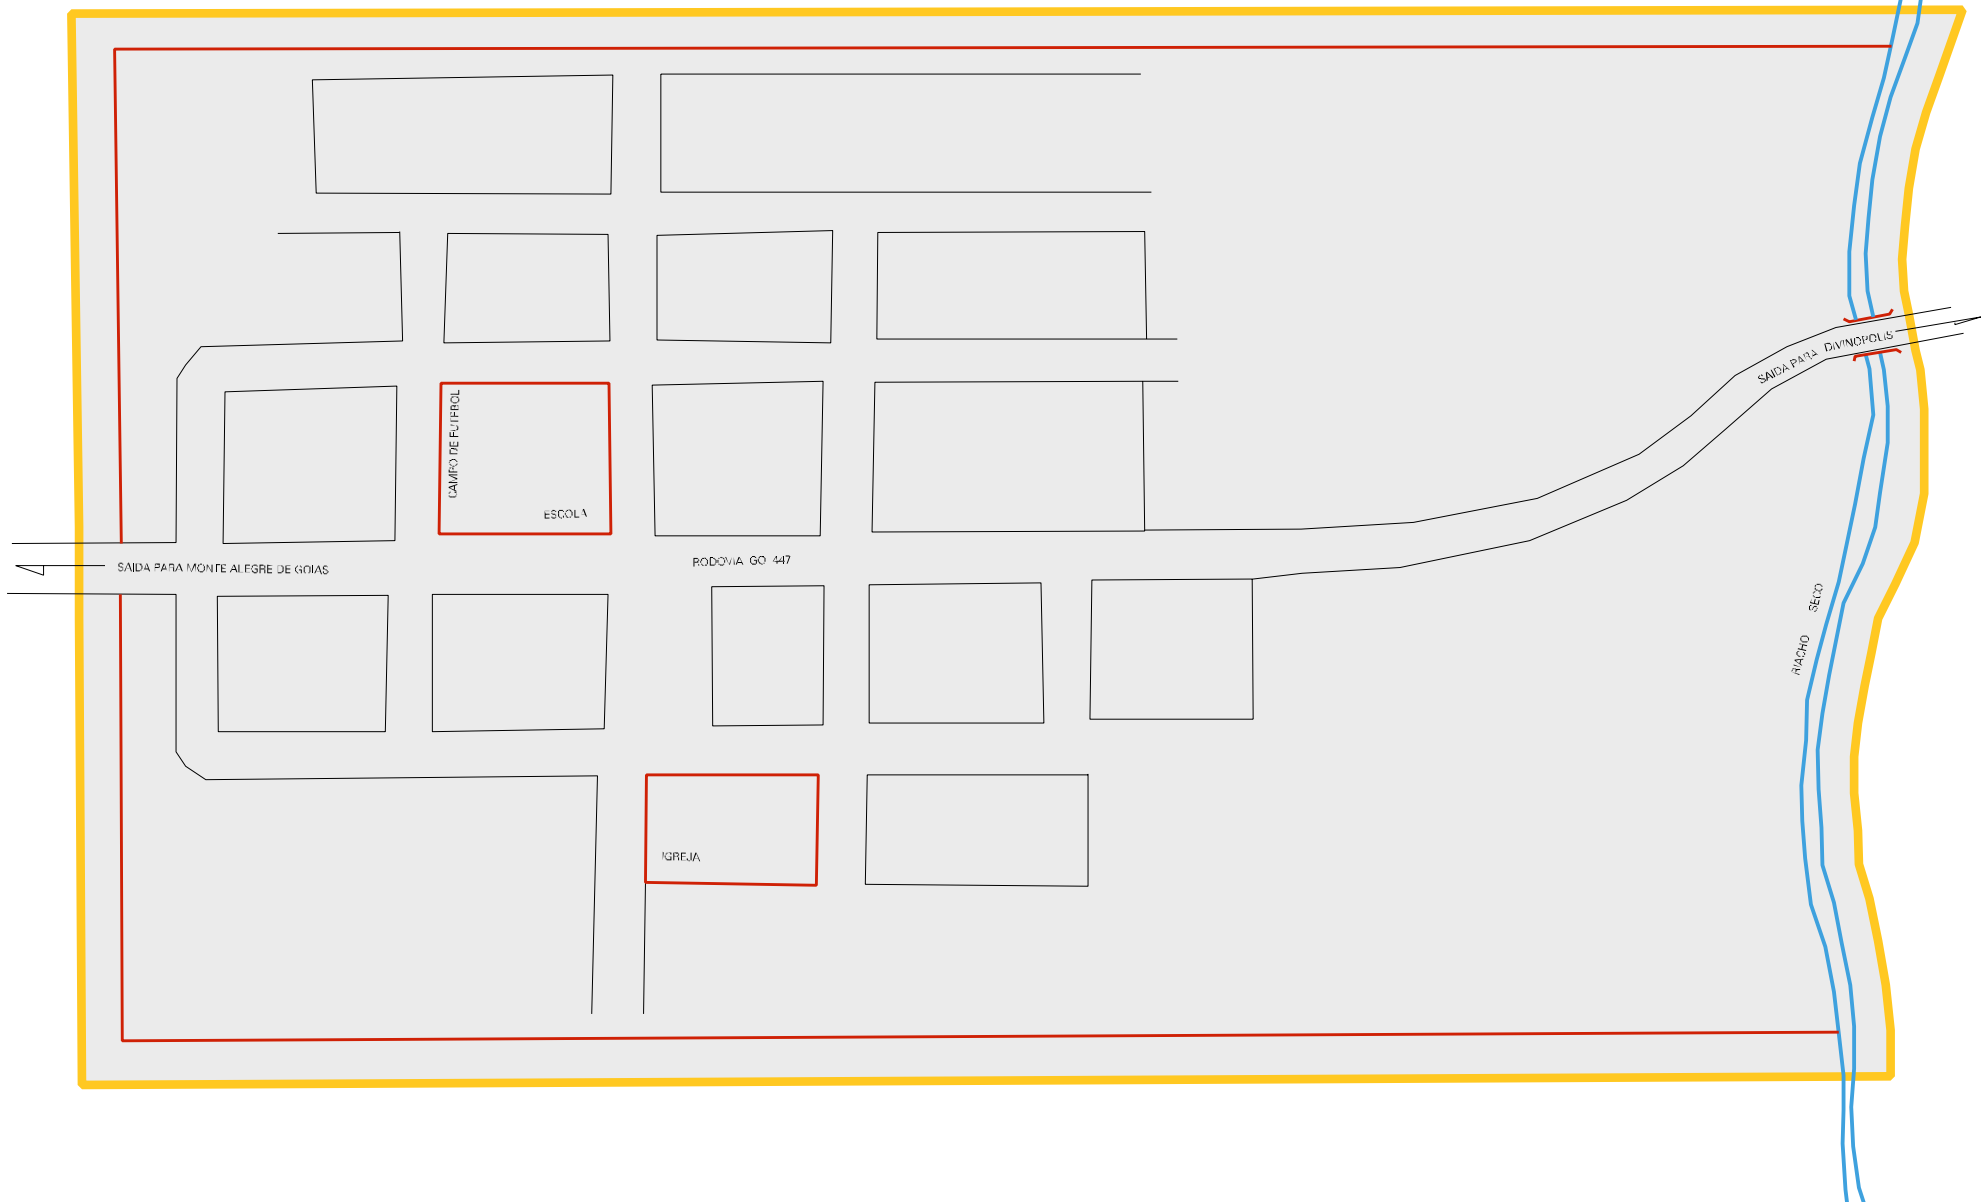 SAIDA PARA DIVINOPOLIS
CAMPO DE FUTEBOL
ESCOLA
RODOVIA GO 447
SAIDA PARA MONTE ALEGRE DE GOIAS
RIACHO SECO
IGREJA